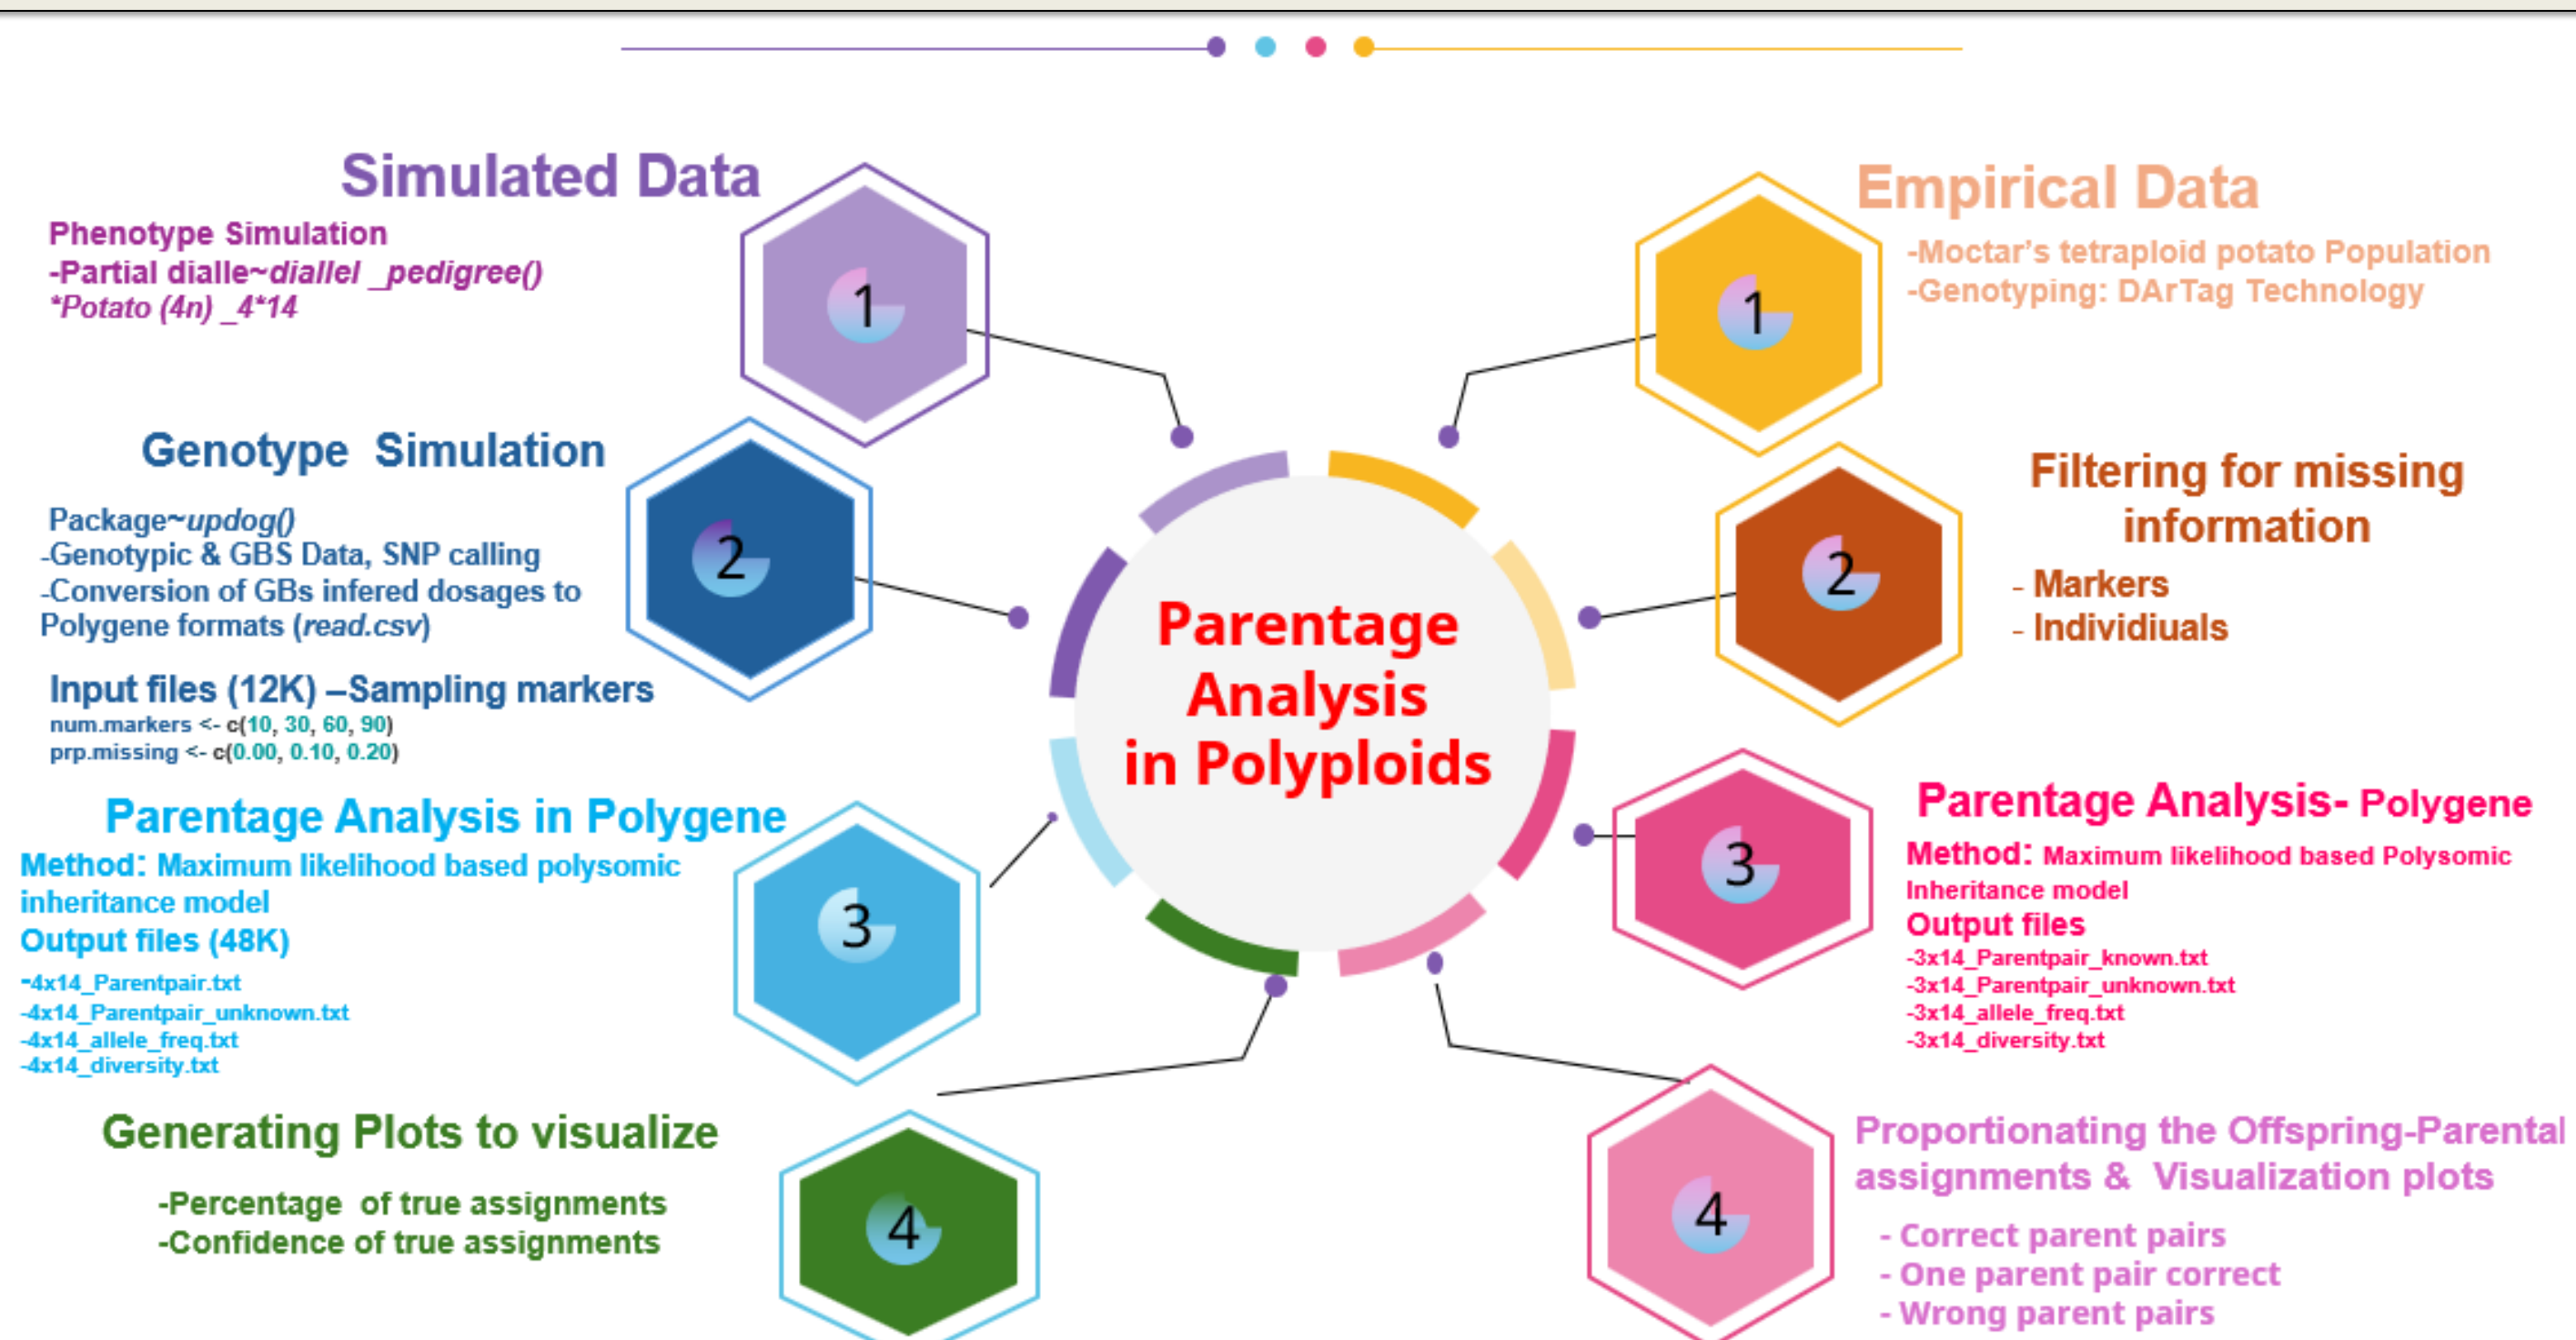 Simulated Data
Phenotype Simulation
-Partial dialle~diallel _pedigree()
*Potato (4n) _4*14
1
Genotype  Simulation
Package~updog()
-Genotypic & GBS Data, SNP calling
-Conversion of GBs infered dosages to
Polygene formats (read.csv)
2
Input files (12K) –Sampling markers
num.markers <- c(10, 30, 60, 90)
prp.missing <- c(0.00, 0.10, 0.20)
Parentage Analysis in Polygene
Method: Maximum likelihood based polysomic
inheritance model
Output files (48K)
-4x14_Parentpair.txt
-4x14_Parentpair_unknown.txt
-4x14_allele_freq.txt
-4x14_diversity.txt
3
Generating Plots to visualize
-Percentage  of true assignments
-Confidence of true assignments
4
Parentage
Analysis
in Polyploids
Empirical Data
-Moctar's tetraploid potato Population
-Genotyping: DArTag Technology
1
Filtering for missing
information
- Markers
- Individiuals
2
Parentage Analysis- Polygene
Method: Maximum likelihood based Polysomic
Inheritance model
Output files
-3x14_Parentpair_known.txt
-3x14_Parentpair_unknown.txt
-3x14_allele_freq.txt
-3x14_diversity.txt
3
Proportionating the Offspring-Parental
assignments &  Visualization plots
- Correct parent pairs
- One parent pair correct
- Wrong parent pairs
4